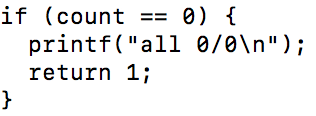 if (count == 0) {
  printf("all 0/0\n");
  return 1;
}